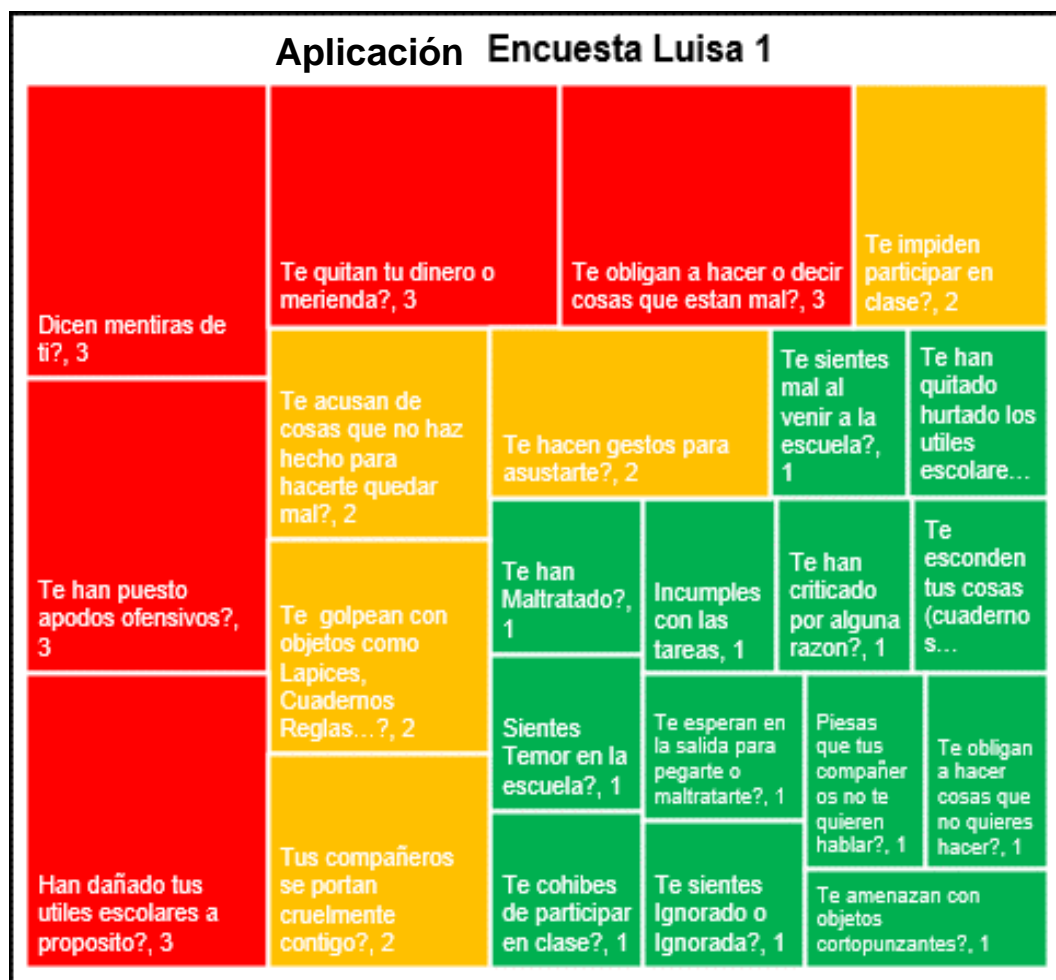 Aplicación Encuesta Luisa 1
Dicen mentiras de
ti?, 3
Te han puesto
apodos ofensivos?,
3
Han dañado tus
utiles escolares a
proposito?, 3
Te quitan tu dinero o
merienda?, 3
Te obligan a hacer o decir
cosas que estan mal?, 3
Te impiden
participar en
clase?, 2
Te acusan de
cosas que no haz
hecho para
hacerte quedar
mal?, 2
Te golpean con
objetos como
Lapices,
Cuadernos
Reglas...?, 2
Tus compañeros
se portan
cruelmente
contigo?, 2
Te hacen gestos para
asustarte?, 2
Te sientes
mal al
venir a la
escuela?,
1
Te han
quitado
hurtado los
utiles
escolare...
Te han
Maltratado?,
1
Incumples
con las
tareas, 1
Te han
criticado
por alguna
razon?, 1
Te
esconden
tus cosas
(cuaderno
s...
Sientes
Temor en la
escuela?, 1
Te esperan en
la salida para
pegarte o
maltratarte?, 1
Piesas
que tus
compañer
os no te
quieren
hablar?, 1
Te obligan
a hacer
cosas que
no quieres
hacer?, 1
Te cohibes
de participar
en clase?, 1
Te sientes
Ignorado o
Ignorada?, 1
Te amenazan con
objetos
cortopunzantes?, 1